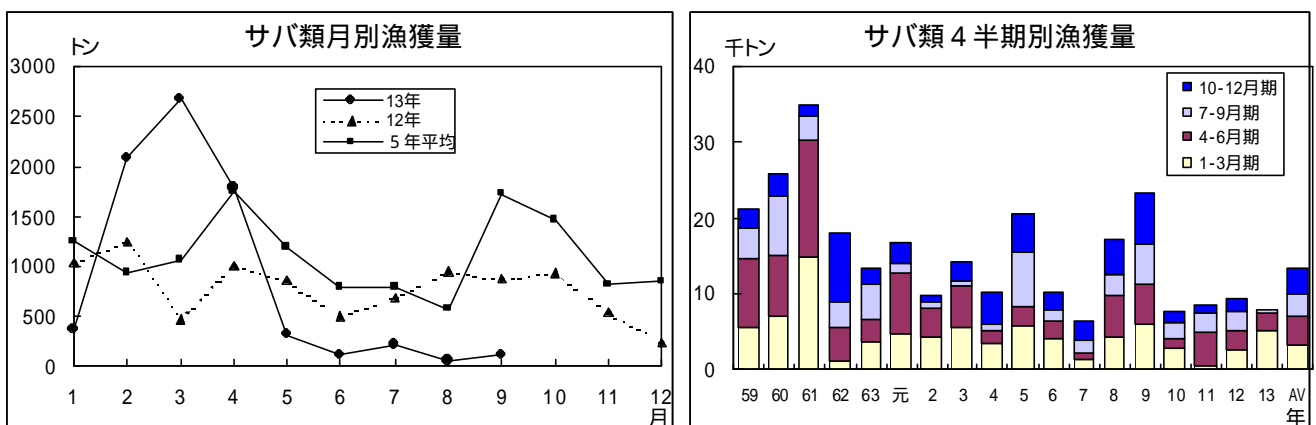 サバ類月別漁獲量
トン
3000
2500
2000
1500
1000
500
0
13年
12年
5年平均
1 2 3 4 5 6 7 8 9 10 11 12
月
サバ類4半期別漁獲量
千トン
40
30
20
10
0
10-12月期
7-9月期
4-6月期
1-3月期
59 60 61 62 63 元 2 3 4 5 6 7 8 9 10 11 12 13 AV
年